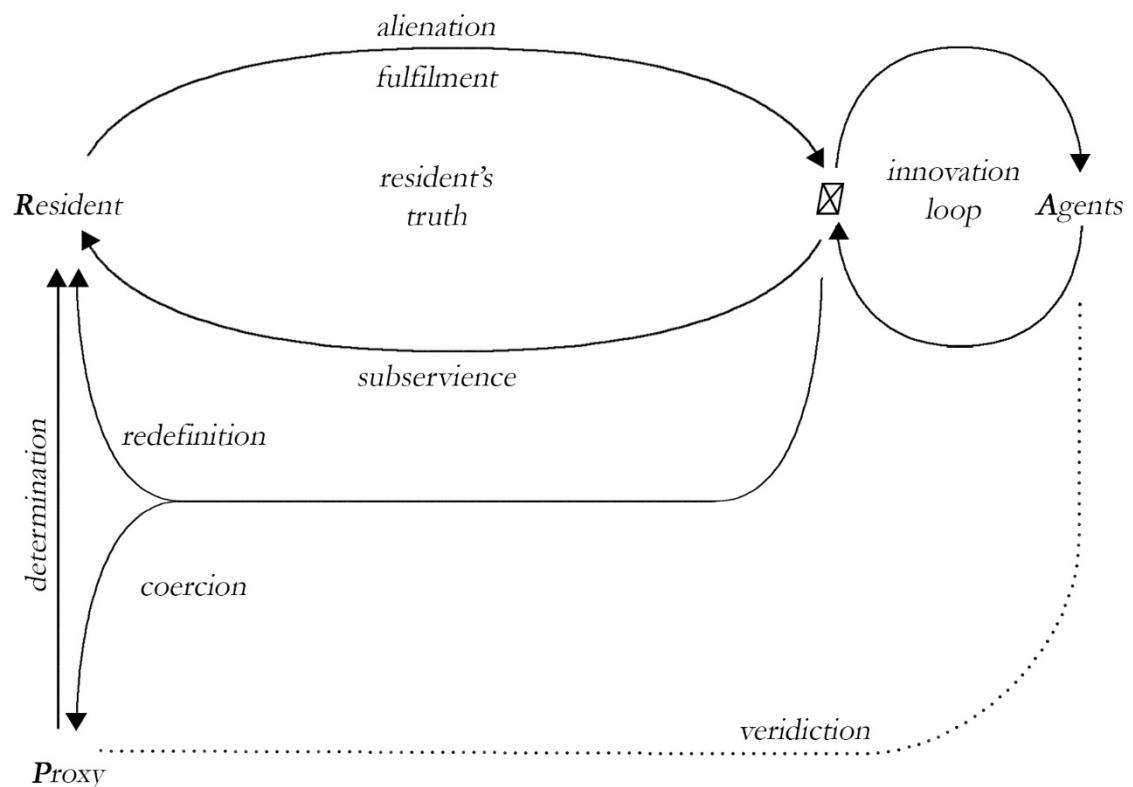 alienation
fulfilment
resident's
truth
Resident
innovation
loop
Agents
subservience
redefinition
determination
coercion
veridiction
Proxy